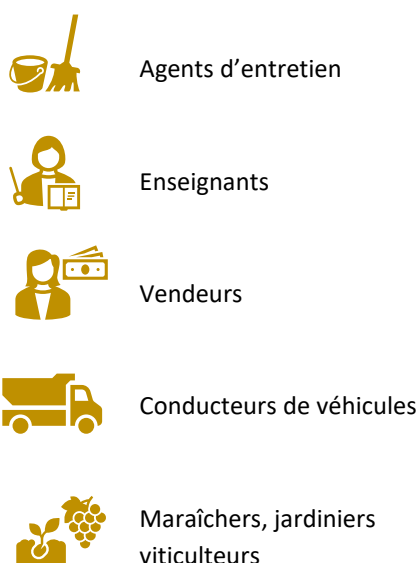 Agents d’entretien
Enseignants
Vendeurs
Conducteurs de véhicules
Maraîchers, jardiniers
viticulteurs